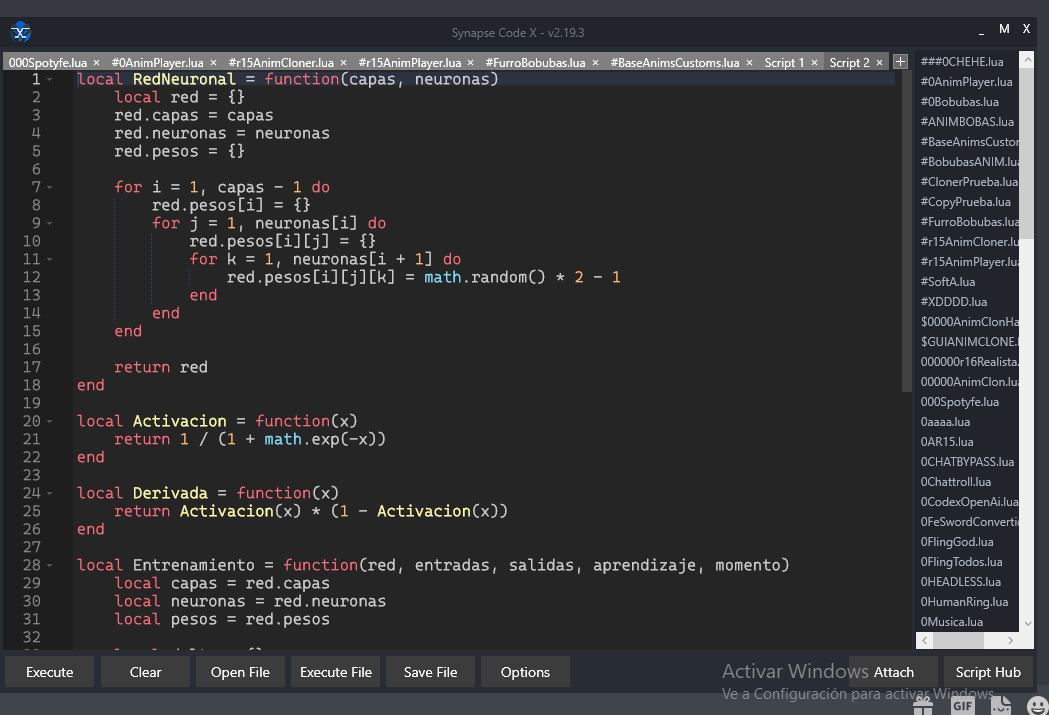 Synapse Code X - v2.19.3
_ M X
000Spotyfe.lua × #0AnimPlayer.lua × #r15AnimCloner.lua × #r15AnimPlayer.lua × #FurroBobubas.lua × #BaseAnimsCustoms.lua × Script 1 × Script 2 × +
1 local RedNeuronal = function(capas, neuronas)
2 local red = {}
3 red.capas = capas
4 red.neuronas = neuronas
5 red.pesos = {}
6
7 for i = 1, capas - 1 do
8 red.pesos[i] = {}
9 for j = 1, neuronas[i] do
10 red.pesos[i][j] = {}
11 for k = 1, neuronas[i + 1] do
12 red.pesos[i][j][k] = math.random() * 2 - 1
13 end
14 end
15 end
16
17 return red
18 end
19
20 local Activacion = function(x)
21 return 1 / (1 + math.exp(-x))
22 end
23
24 local Derivada = function(x)
25 return Activacion(x) * (1 - Activacion(x))
26 end
27
28 local Entrenamiento = function(red, entradas, salidas, aprendizaje, momento)
29 local capas = red.capas
30 local neuronas = red.neuronas
31 local pesos = red.pesos
32
###0CHEHE.lua
#0AnimPlayer.lua
#0Bobubas.lua
#ANIMBOBAS.lua
#BaseAnimsCustor
#BobubasANIM.lua
#ClonerPrueba.lua
#CopyPrueba.lua
#FurroBobubas.lua
#r15AnimCloner.lu
#r15AnimPlayer.lua
#SoftA.lua
#XDDDD.lua
$0000AnimClonHa
$GUIANIMCLONE.l
000000r16Realista.
00000AnimClon.lua
000Spotyfe.lua
0aaaa.lua
0AR15.lua
0CHATBYPASS.lua
0Chattroll.lua
0CodexOpenAi.lua
0FeSwordConvertic
0FlingGod.lua
0FlingTodos.lua
0HEADLESS.lua
0HumanRing.lua
0Musica.lua
Execute Clear Open File Execute File Save File Options Attach Script Hub
Activar Windows
Ve a Configuración para activar Windows.
GIF